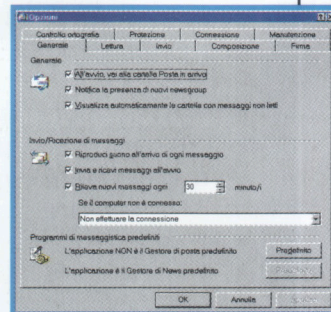 Opzioni
Controllo ortografia Protezione Connessione Manutenzione
Generale Lettura Invio Composizione Firma
Generale
All'avvio, vai alla cartella Posta in arrivo
Notifica la presenza di nuovi newsgroup
Visualizza automaticamente le cartelle con messaggi non letti
Invio/Ricezione di messaggi
Riproduci suono all'arrivo di ogni messaggio
Invia e ricevi messaggi all'avvio
Rileva nuovi messaggi ogni 30 minuto/i
Se il computer non è connesso:
Non effettuare la connessione
Programmi di messaggistica predefiniti
L'applicazione NON è il Gestore di posta predefinito Predefinito
L'applicazione è il Gestore di News predefinito
OK Annulla